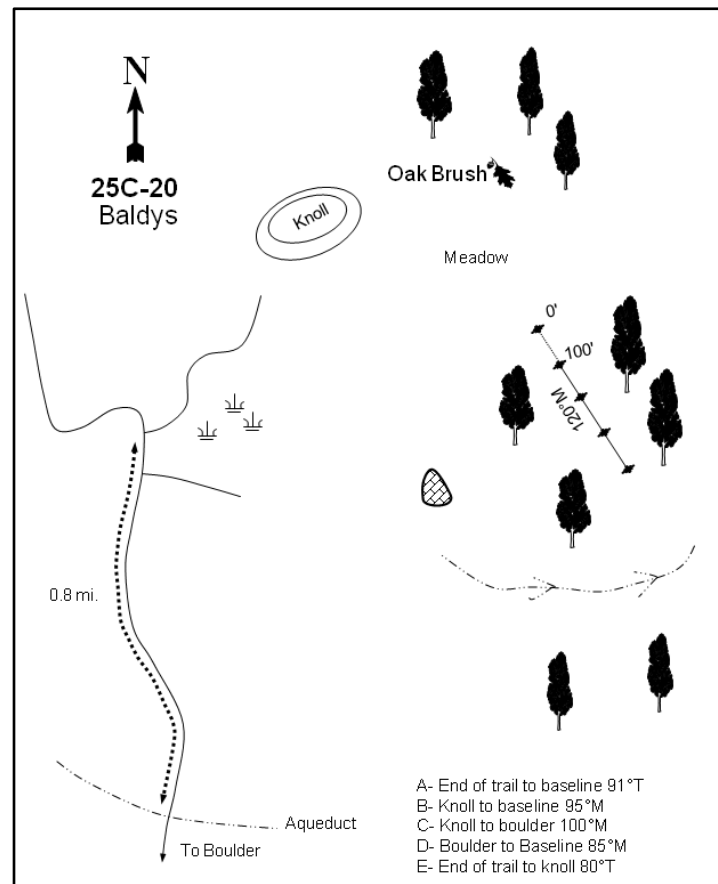 N
25C-20
Baldys
Oak Brush
Knoll
Meadow
0'
100'
120°M
0.8 mi.
Aqueduct
To Boulder
A- End of trail to baseline 91°T
B- Knoll to baseline 95°M
C- Knoll to boulder 100°M
D- Boulder to Baseline 85°M
E- End of trail to knoll 80°T